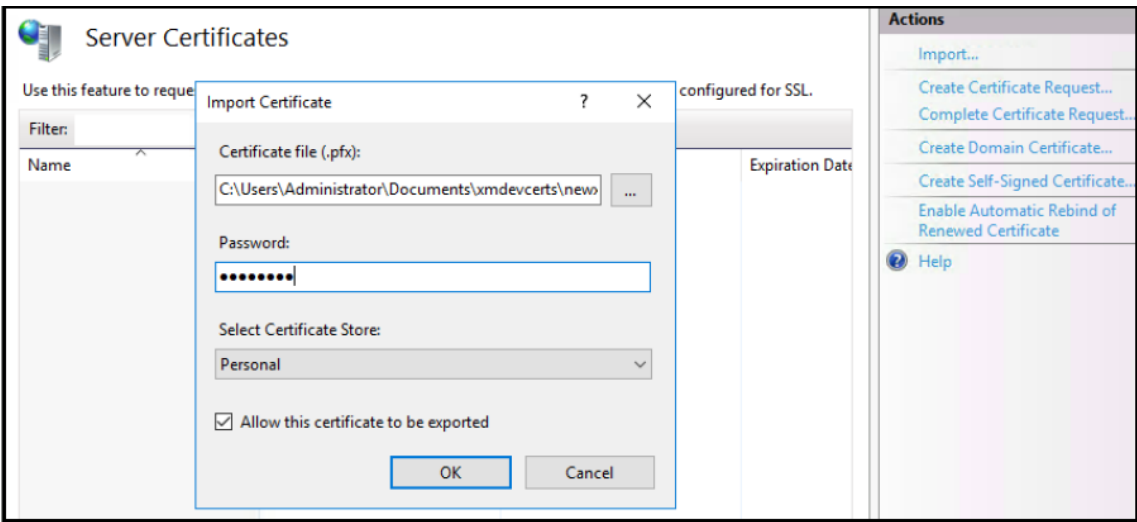 Server Certificates
Use this feature to reque
configured for SSL.
Filter:
Name
Expiration Date
Import Certificate
?
Certificate file (.pfx):
C:\Users\Administrator\Documents\xmdevcerts\new
...
Password:
••••••••
Select Certificate Store:
Personal
Allow this certificate to be exported
OK
Cancel
Actions
Import...
Create Certificate Request...
Complete Certificate Request...
Create Domain Certificate...
Create Self-Signed Certificate...
Enable Automatic Rebind of
Renewed Certificate
Help